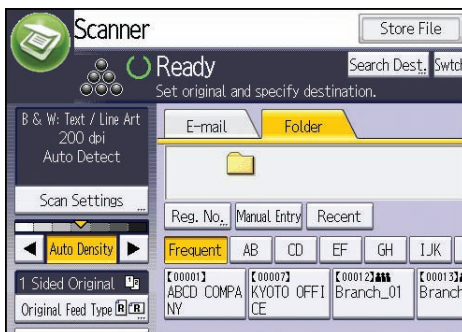 Scanner
Store File
Ready
Search Dest.
Set original and specify destination.
B & W: Text / Line Art
200 dpi
Auto Detect
Scan Settings
E-mail
Folder
Reg. No.
Manual Entry
Recent
Auto Density
Frequent
AB
CD
EF
GH
IJK
1 Sided Original
Original Feed Type
[00001]
ABCD COMPA
NY
[00007]
KYOTO OFFI
CE
[00012]
Branch_01
[00013]
Branch